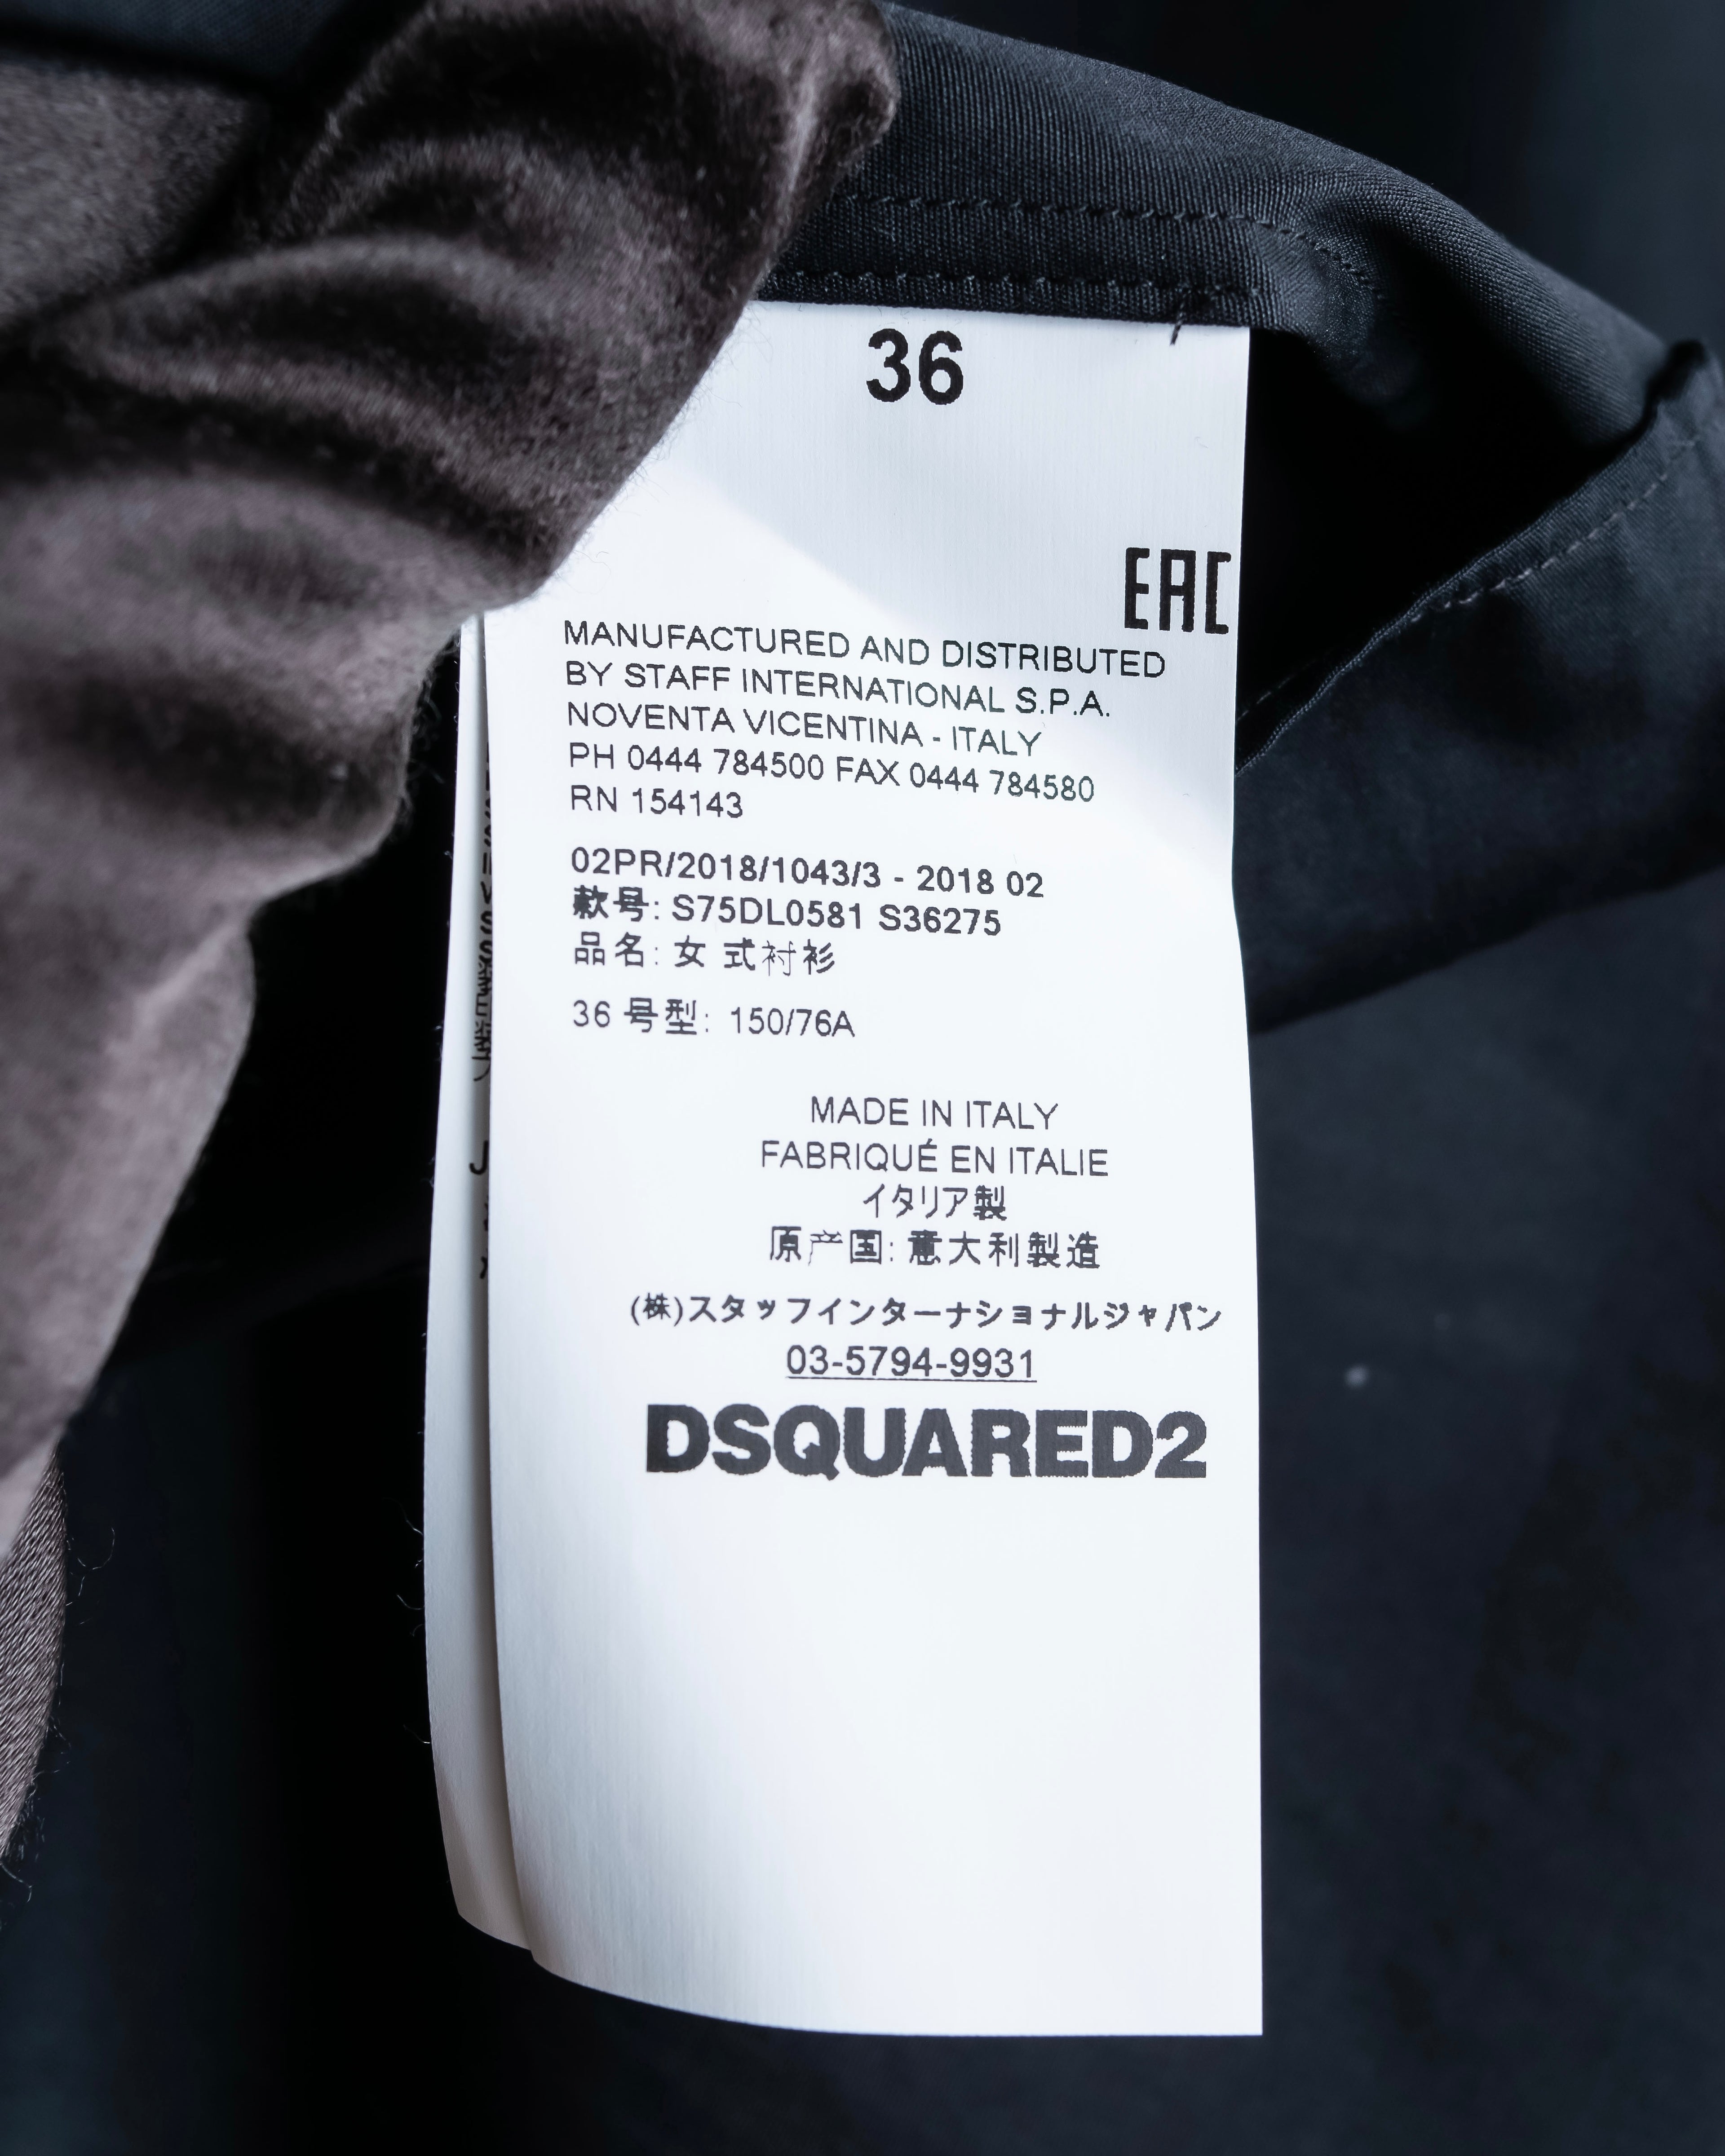 36
EAC
MANUFACTURED AND DISTRIBUTED
BY STAFF INTERNATIONAL S.P.A.
NOVENTA VICENTINA - ITALY
PH 0444 784500 FAX 0444 784580
RN 154143
02PR/2018/1043/3 - 2018 02
款号: S75DL0581 S36275
品名: 女 式衬衫
36 号型: 150/76A
MADE IN ITALY
FABRIQUÉ EN ITALIE
イタリア製
原产国: 意大利製造
(株)スタッフインターナショナルジャパン
03-5794-9931
DSQUARED2